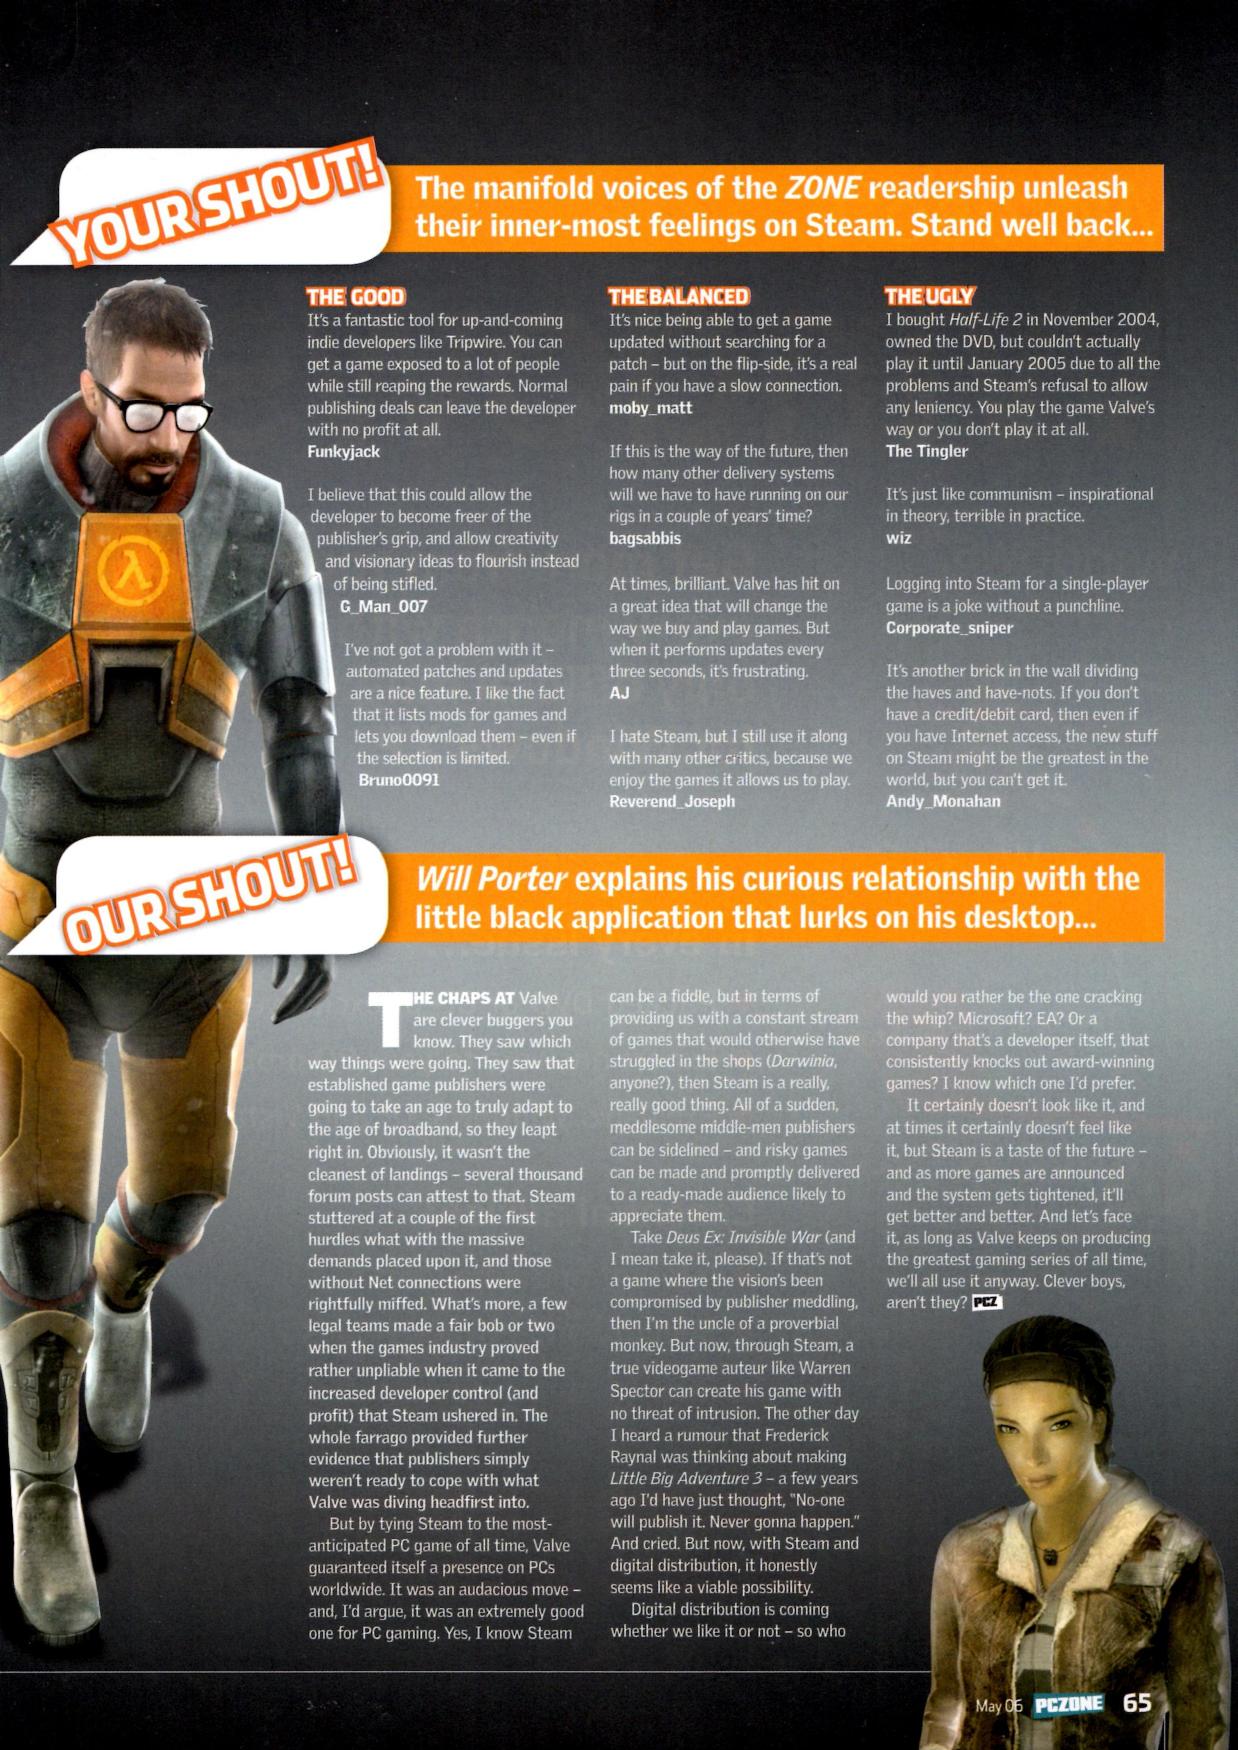 YOUR SHOUT!
The manifold voices of the ZONE readership unleash
their inner-most feelings on Steam. Stand well back...
THE GOOD
It's a fantastic tool for up-and-coming
indie developers like Tripwire. You can
get a game exposed to a lot of people
while still reaping the rewards. Normal
publishing deals can leave the developer
with no profit at all.
Funkyjack
I believe that this could allow the
developer to become freer of the
publisher's grip, and allow creativity
and visionary ideas to flourish instead
of being stifled.
G_Man_007
I've not got a problem with it –
automated patches and updates
are a nice feature. I like the fact
that it lists mods for games and
lets you download them – even if
the selection is limited.
Bruno0091
THE BALANCED
It's nice being able to get a game
updated without searching for a
patch – but on the flip-side, it's a real
pain if you have a slow connection.
moby_matt
If this is the way of the future, then
how many other delivery systems
will we have to have running on our
rigs in a couple of years' time?
bagsabbis
At times, brilliant. Valve has hit on
a great idea that will change the
way we buy and play games. But
when it performs updates every
three seconds, it's frustrating.
AJ
I hate Steam, but I still use it along
with many other critics, because we
enjoy the games it allows us to play.
Reverend_Joseph
THE UGLY
I bought Half-Life 2 in November 2004,
owned the DVD, but couldn't actually
play it until January 2005 due to all the
problems and Steam's refusal to allow
any leniency. You play the game Valve's
way or you don't play it at all.
The Tingler
It's just like communism – inspirational
in theory, terrible in practice.
wiz
Logging into Steam for a single-player
game is a joke without a punchline.
Corporate_sniper
It's another brick in the wall dividing
the haves and have-nots. If you don't
have a credit/debit card, then even if
you have Internet access, the new stuff
on Steam might be the greatest in the
world, but you can't get it.
Andy_Monahan
OUR SHOUT!
Will Porter explains his curious relationship with the
little black application that lurks on his desktop...
THE CHAPS AT Valve
are clever buggers you
know. They saw which
way things were going. They saw that
established game publishers were
going to take an age to truly adapt to
the age of broadband, so they leapt
right in. Obviously, it wasn't the
cleanest of landings – several thousand
forum posts can attest to that. Steam
stuttered at a couple of the first
hurdles what with the massive
demands placed upon it, and those
without Net connections were
rightfully miffed. What's more, a few
legal teams made a fair bob or two
when the games industry proved
rather unpliable when it came to the
increased developer control (and
profit) that Steam ushered in. The
whole farrago provided further
evidence that publishers simply
weren't ready to cope with what
Valve was diving headfirst into.
But by tying Steam to the most-
anticipated PC game of all time, Valve
guaranteed itself a presence on PCs
worldwide. It was an audacious move –
and, I'd argue, it was an extremely good
one for PC gaming. Yes, I know Steam
can be a fiddle, but in terms of
providing us with a constant stream
of games that would otherwise have
struggled in the shops (Darwinia,
anyone?), then Steam is a really,
really good thing. All of a sudden,
meddlesome middle-men publishers
can be sidelined – and risky games
can be made and promptly delivered
to a ready-made audience likely to
appreciate them.
Take Deus Ex: Invisible War (and
I mean take it, please). If that's not
a game where the vision's been
compromised by publisher meddling,
then I'm the uncle of a proverbial
monkey. But now, through Steam, a
true videogame auteur like Warren
Spector can create his game with
no threat of intrusion. The other day
I heard a rumour that Frederick
Raynal was thinking about making
Little Big Adventure 3 – a few years
ago I'd have just thought, "No-one
will publish it. Never gonna happen."
And cried. But now, with Steam and
digital distribution, it honestly
seems like a viable possibility.
Digital distribution is coming
whether we like it or not – so who
would you rather be the one cracking
the whip? Microsoft? EA? Or a
company that's a developer itself, that
consistently knocks out award-winning
games? I know which one I'd prefer.
It certainly doesn't look like it, and
at times it certainly doesn't feel like
it, but Steam is a taste of the future –
and as more games are announced
and the system gets tightened, it'll
get better and better. And let's face
it, as long as Valve keeps on producing
the greatest gaming series of all time,
we'll all use it anyway. Clever boys,
aren't they? PCZ
May 06 PCZONE 65